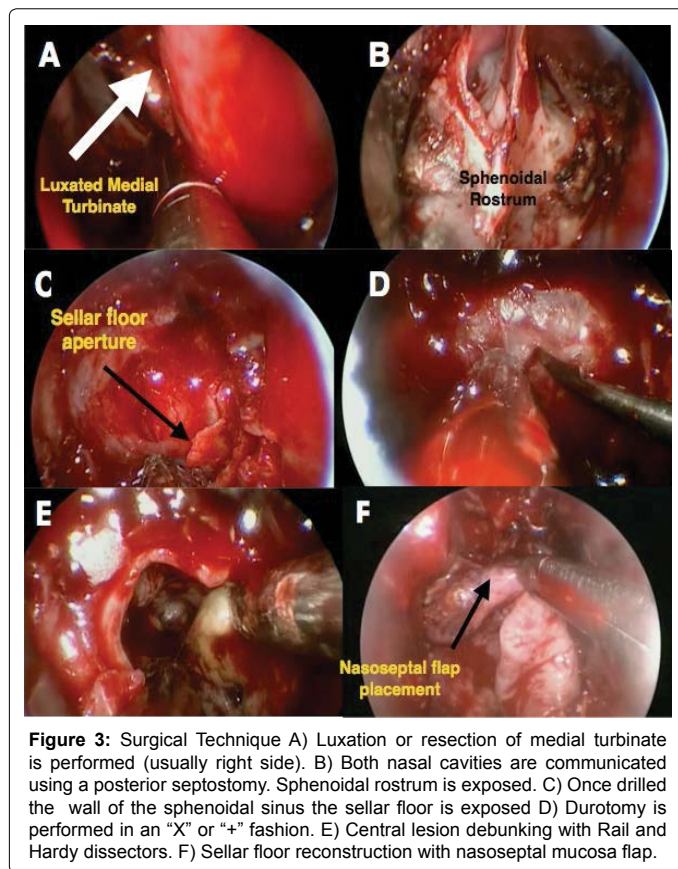 A
Luxated Medial
Turbinate
B
Sphenoidal
Rostrum
C
Sellar floor
aperture
D
E
F
Nasoseptal flap
placement
Figure 3: Surgical Technique A) Luxation or resection of medial turbinate
is performed (usually right side). B) Both nasal cavities are communicated
using a posterior septostomy. Sphenoidal rostrum is exposed. C) Once drilled
the wall of the sphenoidal sinus the sellar floor is exposed D) Durotomy is
performed in an “X” or “+” fashion. E) Central lesion debunking with Rail and
Hardy dissectors. F) Sellar floor reconstruction with nasoseptal mucosa flap.